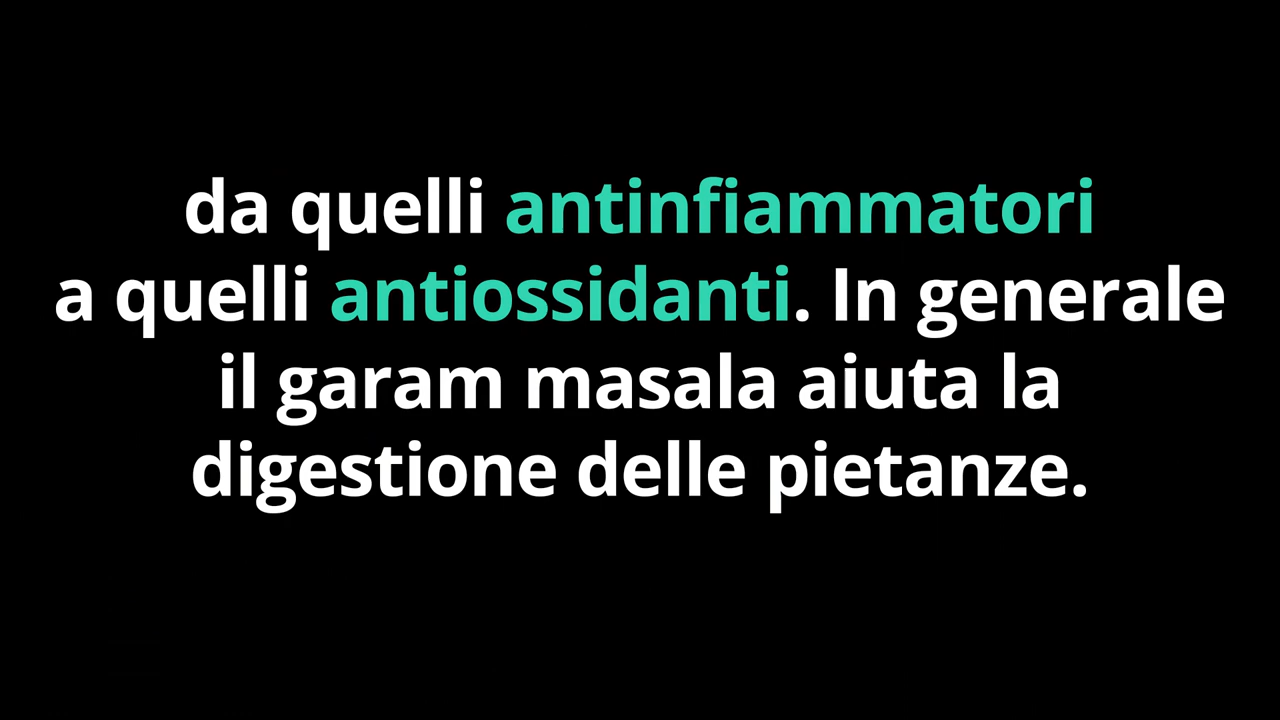 da quelli antinfiammatori
a quelli antiossidanti. In generale
il garam masala aiuta la
digestione delle pietanze.